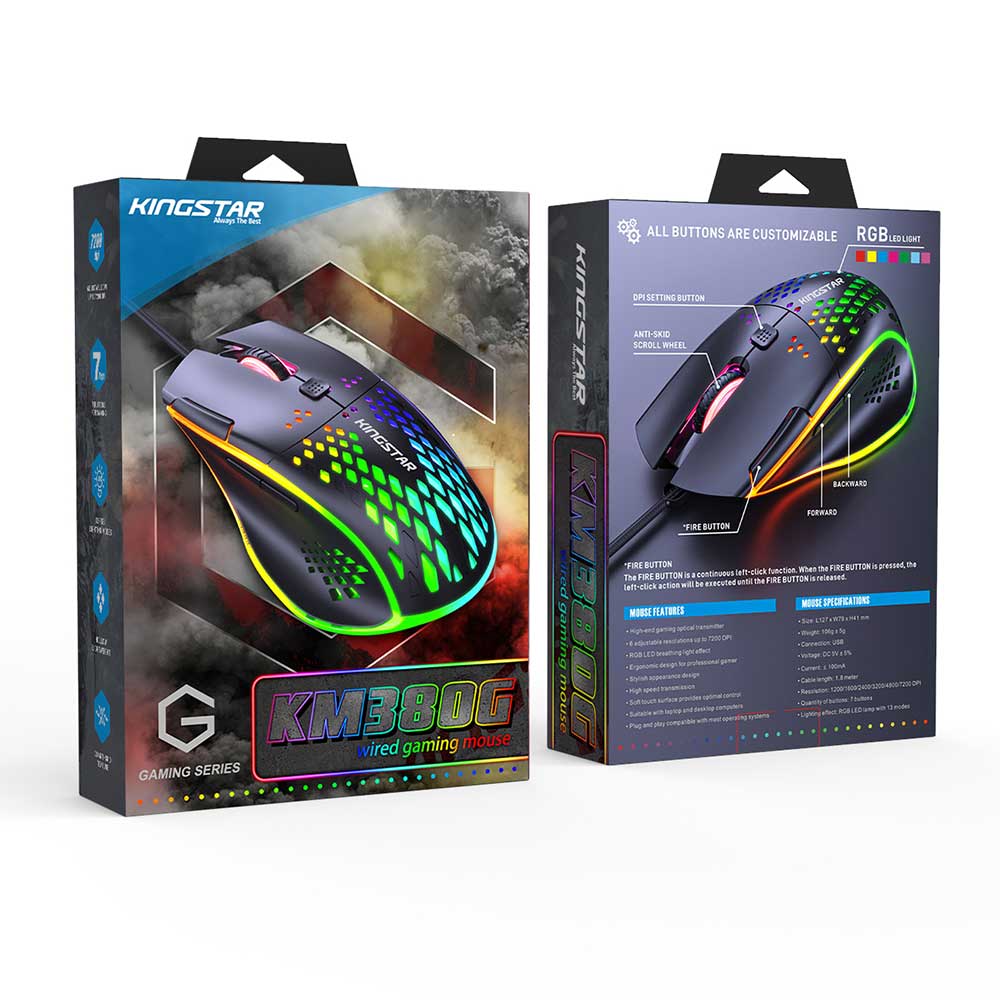 KINGSTAR
Always The Best
7200
7
KINGSTAR
G
GAMING SERIES
KM380G
wired gaming mouse
KINGSTAR
Always The Best
KM380G
wired gaming mouse
ALL BUTTONS ARE CUSTOMIZABLE
RGB LED LIGHT
KINGSTAR
DPI SETTING BUTTON
ANTI-SKID
SCROLL WHEEL
BACKWARD
FORWARD
*FIRE BUTTON
*FIRE BUTTON
The FIRE BUTTON is a continuous left-click function. When the FIRE BUTTON is pressed, the
left-click action will be executed until the FIRE BUTTON is released.
MOUSE FEATURES
• High-end gaming optical transmitter
• 6 adjustable resolutions up to 7200 DPI
• RGB LED breathing light effect
• Ergonomic design for professional gamer
• Stylish appearance design
• High speed transmission
• Soft touch surface provides optimal control
• Suitable with laptop and desktop computers
• Plug and play compatible with most operating systems
MOUSE SPECIFICATIONS
• Size: L127 x W79 x H41 mm
• Weight: 106g ± 5g
• Connection: USB
• Voltage: DC 5V ± 5%
• Current: ± 100mA
• Cable length: 1.8 meter
• Resolution: 1200/1600/2400/3200/4800/7200 DPI
• Quantity of buttons: 7 buttons
• Lighting effect: RGB LED lamp with 13 modes